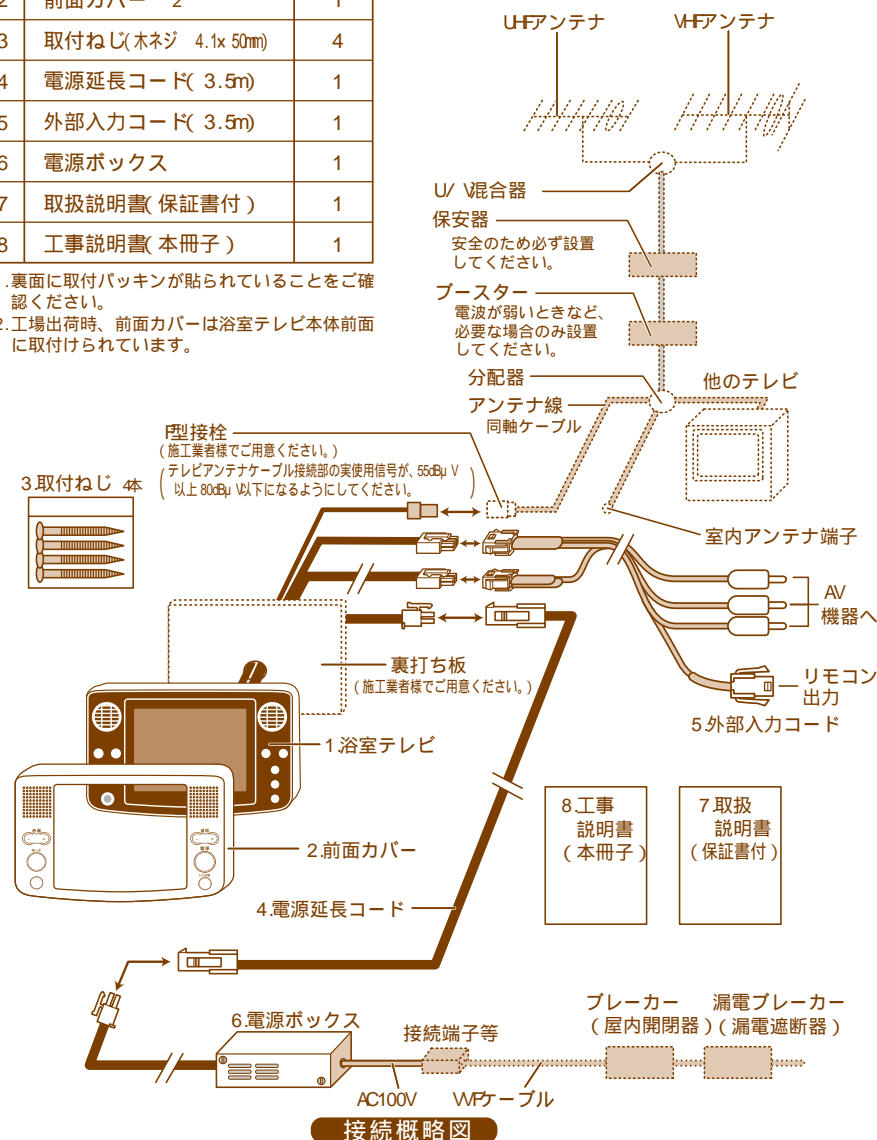 2 前面カバー 2 1
3 取付ねじ(木ネジ 4.1x 50mm) 4
4 電源延長コード( 3.5m) 1
5 外部入力コード( 3.5m) 1
6 電源ボックス 1
7 取扱説明書( 保証書付 ) 1
8 工事説明書( 本冊子 ) 1
.裏面に取付パッキンが貼られていることをご確
認ください。
2.工場出荷時、前面カバーは浴室テレビ本体前面
に取付けられています。
UHFアンテナ
VHFアンテナ
U/ V混合器
保安器
安全のため必ず設置
してください。
ブースター
電波が弱いときなど、
必要な場合のみ設置
してください。
分配器
他のテレビ
アンテナ線
同軸ケーブル
F型接栓
(施工業者様でご用意ください。)
(テレビアンテナケーブル接続部の実使用信号が、55dBμ V
以上 80dBμ V以下になるようにしてください。)
3.取付ねじ 4本
室内アンテナ端子
AV
機器へ
リモコン
出力
5.外部入力コード
裏打ち板
(施工業者様でご用意ください。)
1.浴室テレビ
2.前面カバー
4.電源延長コード
8.工事
説明書
( 本冊子 )
7.取扱
説明書
( 保証書付 )
6.電源ボックス
接続端子等
ブレーカー
( 屋内開閉器 )
漏電ブレーカー
( 漏電遮断器 )
AC100V
VVFケーブル
接続概略図